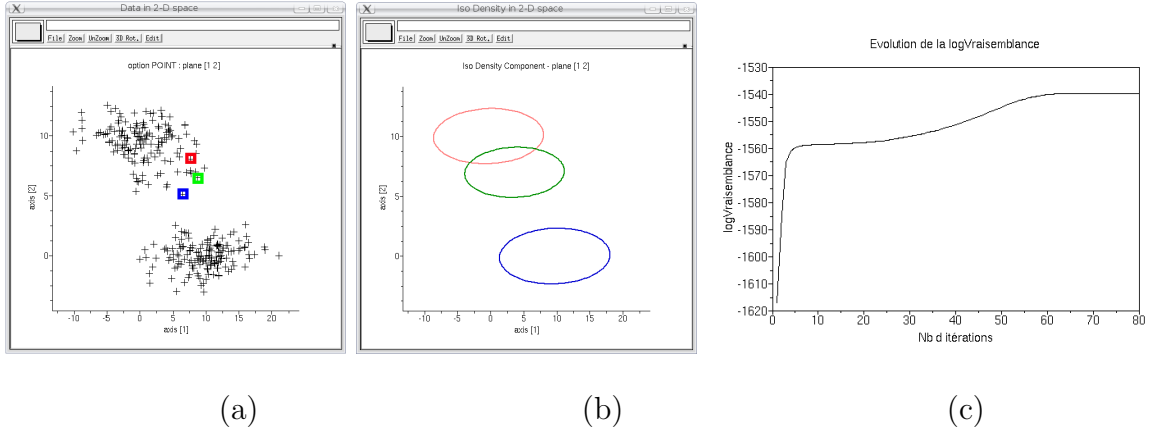 X Data in 2-D space
File Zoom UnZoom 3D Rot. Edit
option POINT : plane [1 2]
10
5
0
axis [2]
-10 -5 0 5 10 15 20
axis [1]
(a)
X Iso Density in 2-D space
File Zoom UnZoom 3D Rot. Edit
Iso Density Component - plane [1 2]
10
5
0
axis [2]
-10 -5 0 5 10 15 20
axis [1]
(b)
Evolution de la logVraisemblance
-1530
-1540
-1550
-1560
-1570
-1580
-1590
-1600
-1610
-1620
logVraisemblance
0 10 20 30 40 50 60 70 80
Nb d itérations
(c)